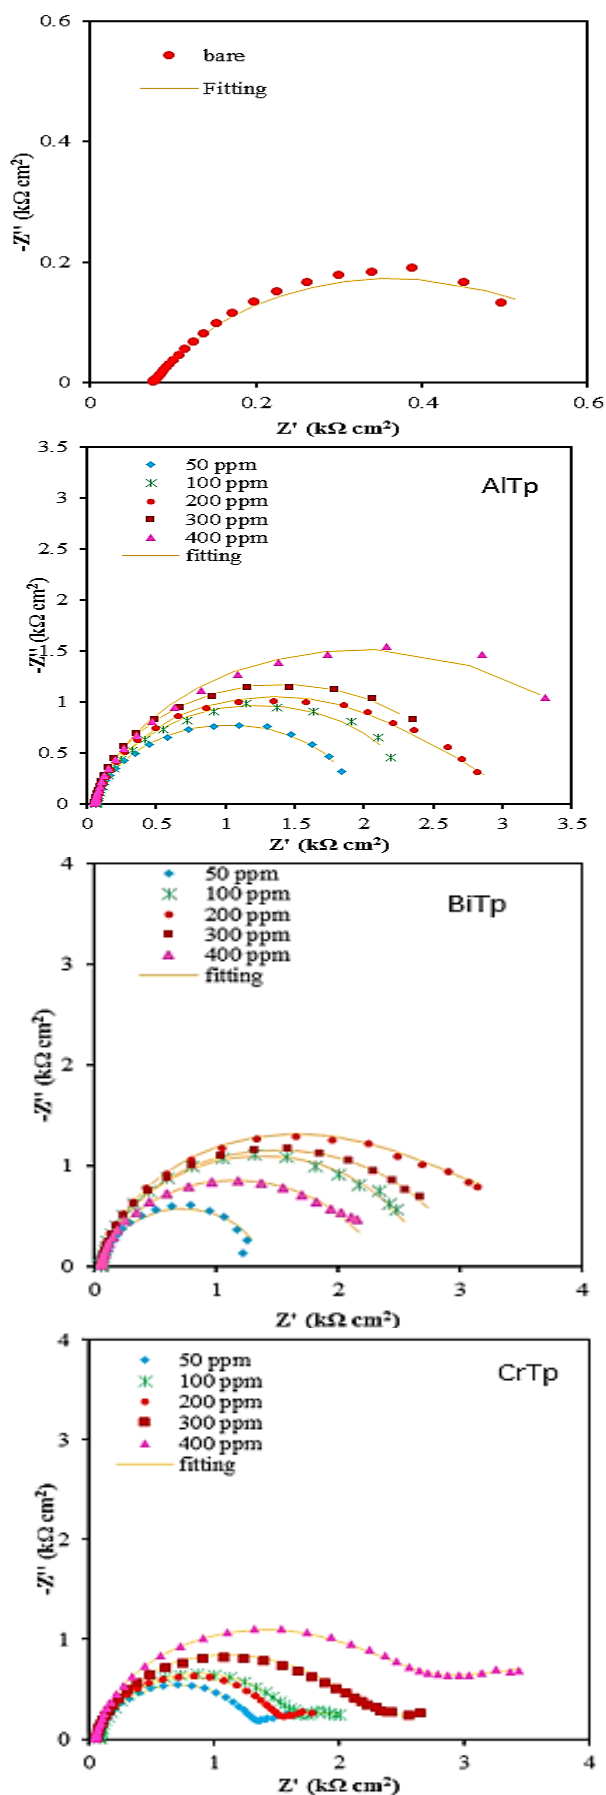 0.6
bare
Fitting
0.4
-Z'' (kΩ cm²)
0.2
0
0 0.2 0.4 0.6
Z' (kΩ cm²)
3.5
50 ppm
AlTp
100 ppm
3
200 ppm
300 ppm
2.5
400 ppm
fitting
2
-Z'' (kΩ cm²)
1.5
1
0.5
0
0 0.5 1 1.5 2 2.5 3 3.5
Z' (kΩ cm²)
4
50 ppm
100 ppm
BiTp
200 ppm
300 ppm
3
400 ppm
fitting
2
-Z'' (kΩ cm²)
1
0
0 1 2 3 4
Z' (kΩ cm²)
4
50 ppm
CrTp
100 ppm
200 ppm
300 ppm
3
400 ppm
fitting
2
-Z'' (kΩ cm²)
1
0
0 1 2 3 4
Z' (kΩ cm²)